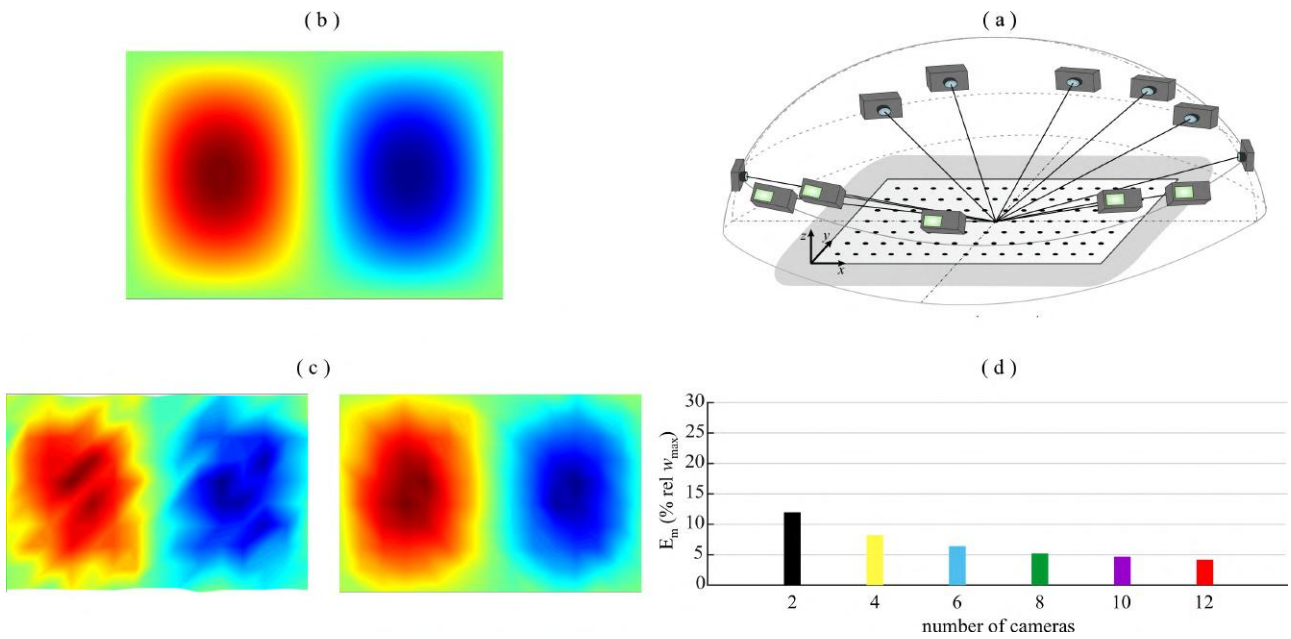 ( b )
( a )
z
y
x
( c )
( d )
E_m (% rel w_max)
30
25
20
15
10
5
0
2 4 6 8 10 12
number of cameras